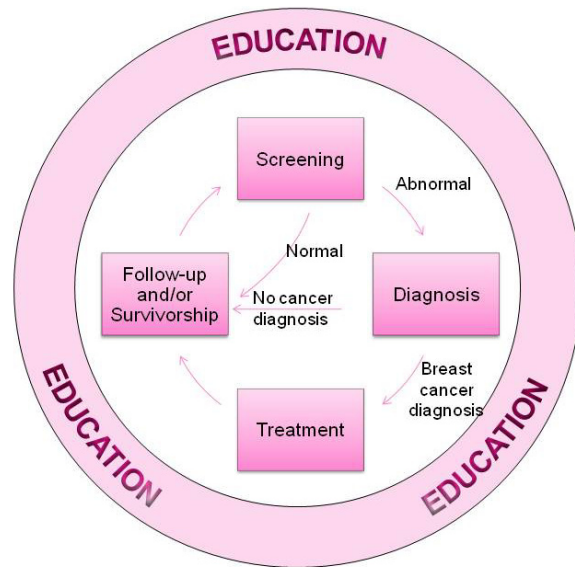 EDUCATION
Screening
Abnormal
Normal
Follow-up
and/or
Survivorship
No cancer
diagnosis
Diagnosis
Breast
cancer
diagnosis
Treatment
EDUCATION
EDUCATION